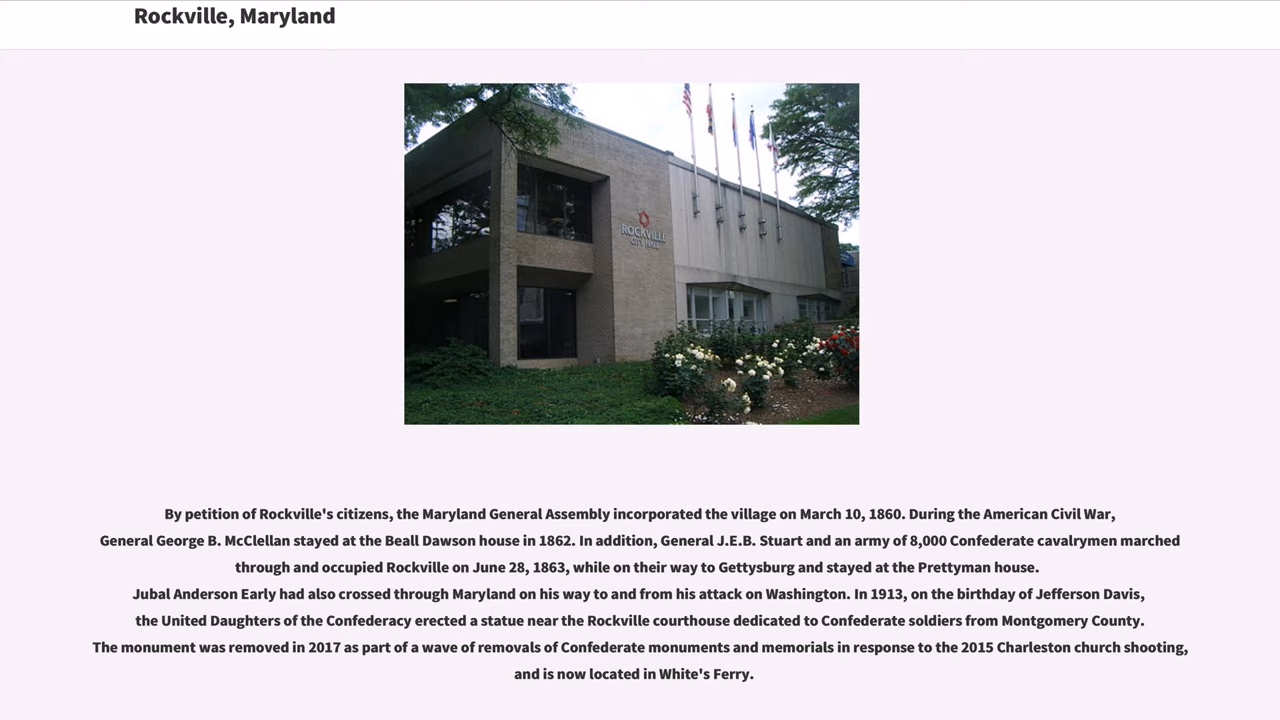 Rockville, Maryland
ROCKVILLE
CITY HALL
By petition of Rockville's citizens, the Maryland General Assembly incorporated the village on March 10, 1860. During the American Civil War,
General George B. McClellan stayed at the Beall Dawson house in 1862. In addition, General J.E.B. Stuart and an army of 8,000 Confederate cavalrymen marched
through and occupied Rockville on June 28, 1863, while on their way to Gettysburg and stayed at the Prettyman house.
Jubal Anderson Early had also crossed through Maryland on his way to and from his attack on Washington. In 1913, on the birthday of Jefferson Davis,
the United Daughters of the Confederacy erected a statue near the Rockville courthouse dedicated to Confederate soldiers from Montgomery County.
The monument was removed in 2017 as part of a wave of removals of Confederate monuments and memorials in response to the 2015 Charleston church shooting,
and is now located in White's Ferry.